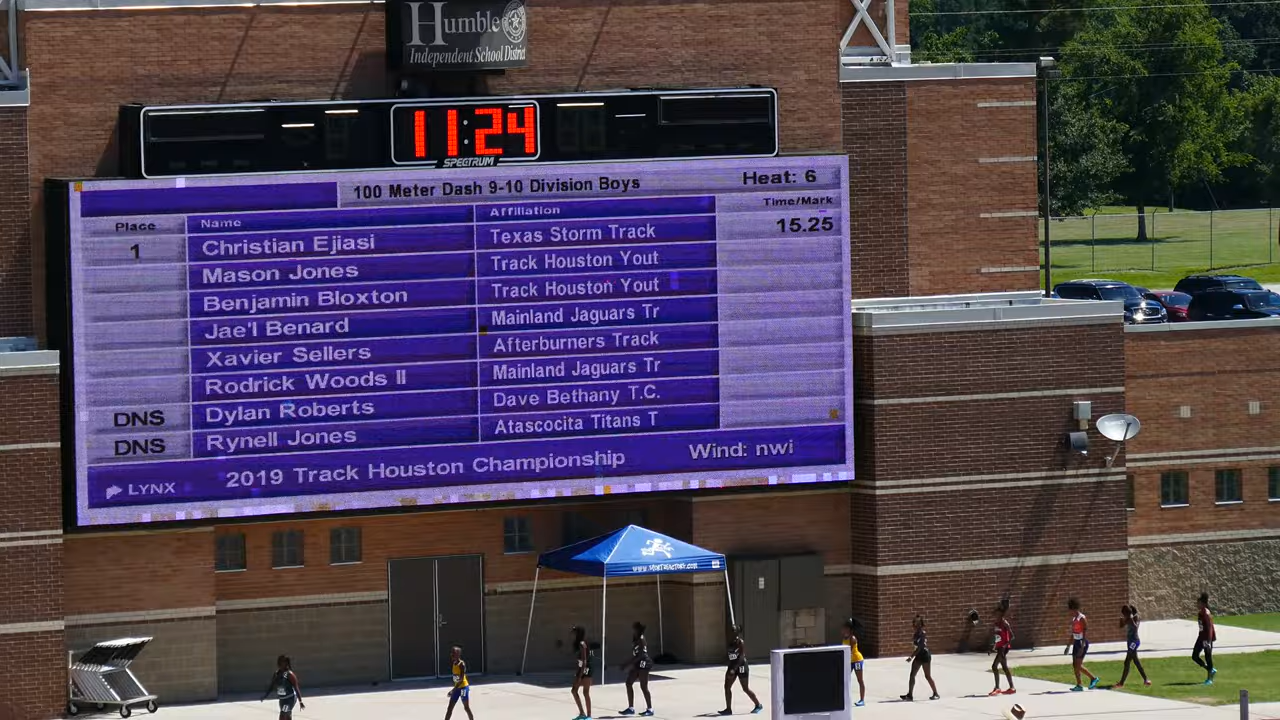 Humble
Independent School District
11:24
SPECTRUM
100 Meter Dash 9-10 Division Boys Heat: 6
Place Name Affiliation Time/Mark
1 Christian Ejiasi Texas Storm Track 15.25
Mason Jones Track Houston Yout
Benjamin Bloxton Track Houston Yout
Jae'l Benard Mainland Jaguars Tr
Xavier Sellers Afterburners Track
Rodrick Woods II Mainland Jaguars Tr
DNS Dylan Roberts Dave Bethany T.C.
DNS Rynell Jones Atascocita Titans T
LYNX 2019 Track Houston Championship Wind: nwi